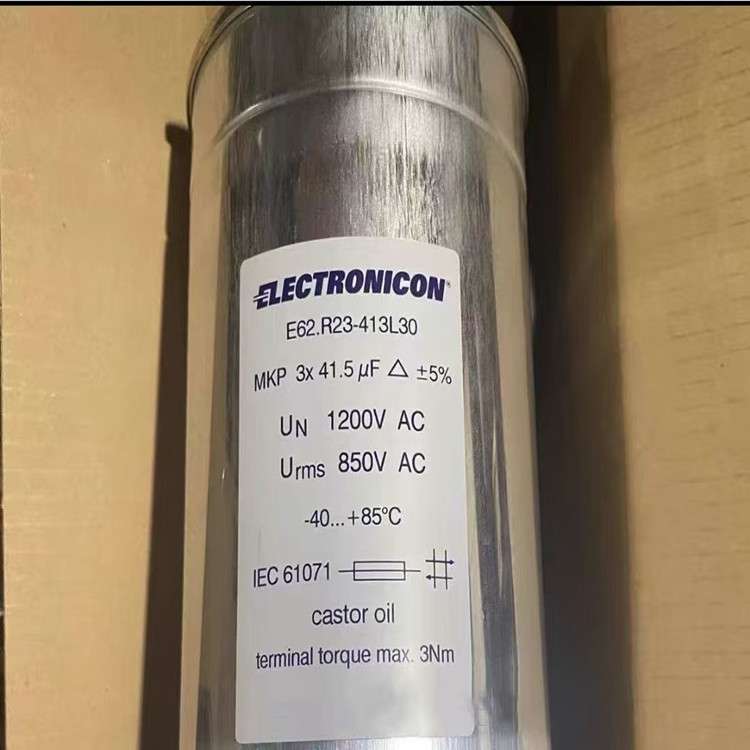 ELECTRONICON®
E62.R23-413L30
MKP 3x 41.5 µF △ ±5%
UN 1200V AC
Urms 850V AC
-40...+85°C
IEC 61071
castor oil
terminal torque max. 3Nm